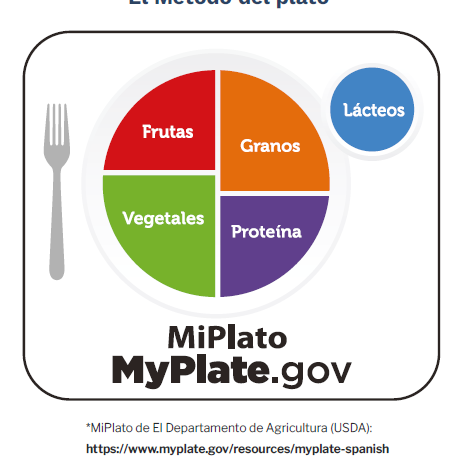 El Método del plato
Frutas
Granos
Lácteos
Vegetales
Proteína
MiPlato
MyPlate.gov
*MiPlato de El Departamento de Agricultura (USDA):
https://www.myplate.gov/resources/myplate-spanish